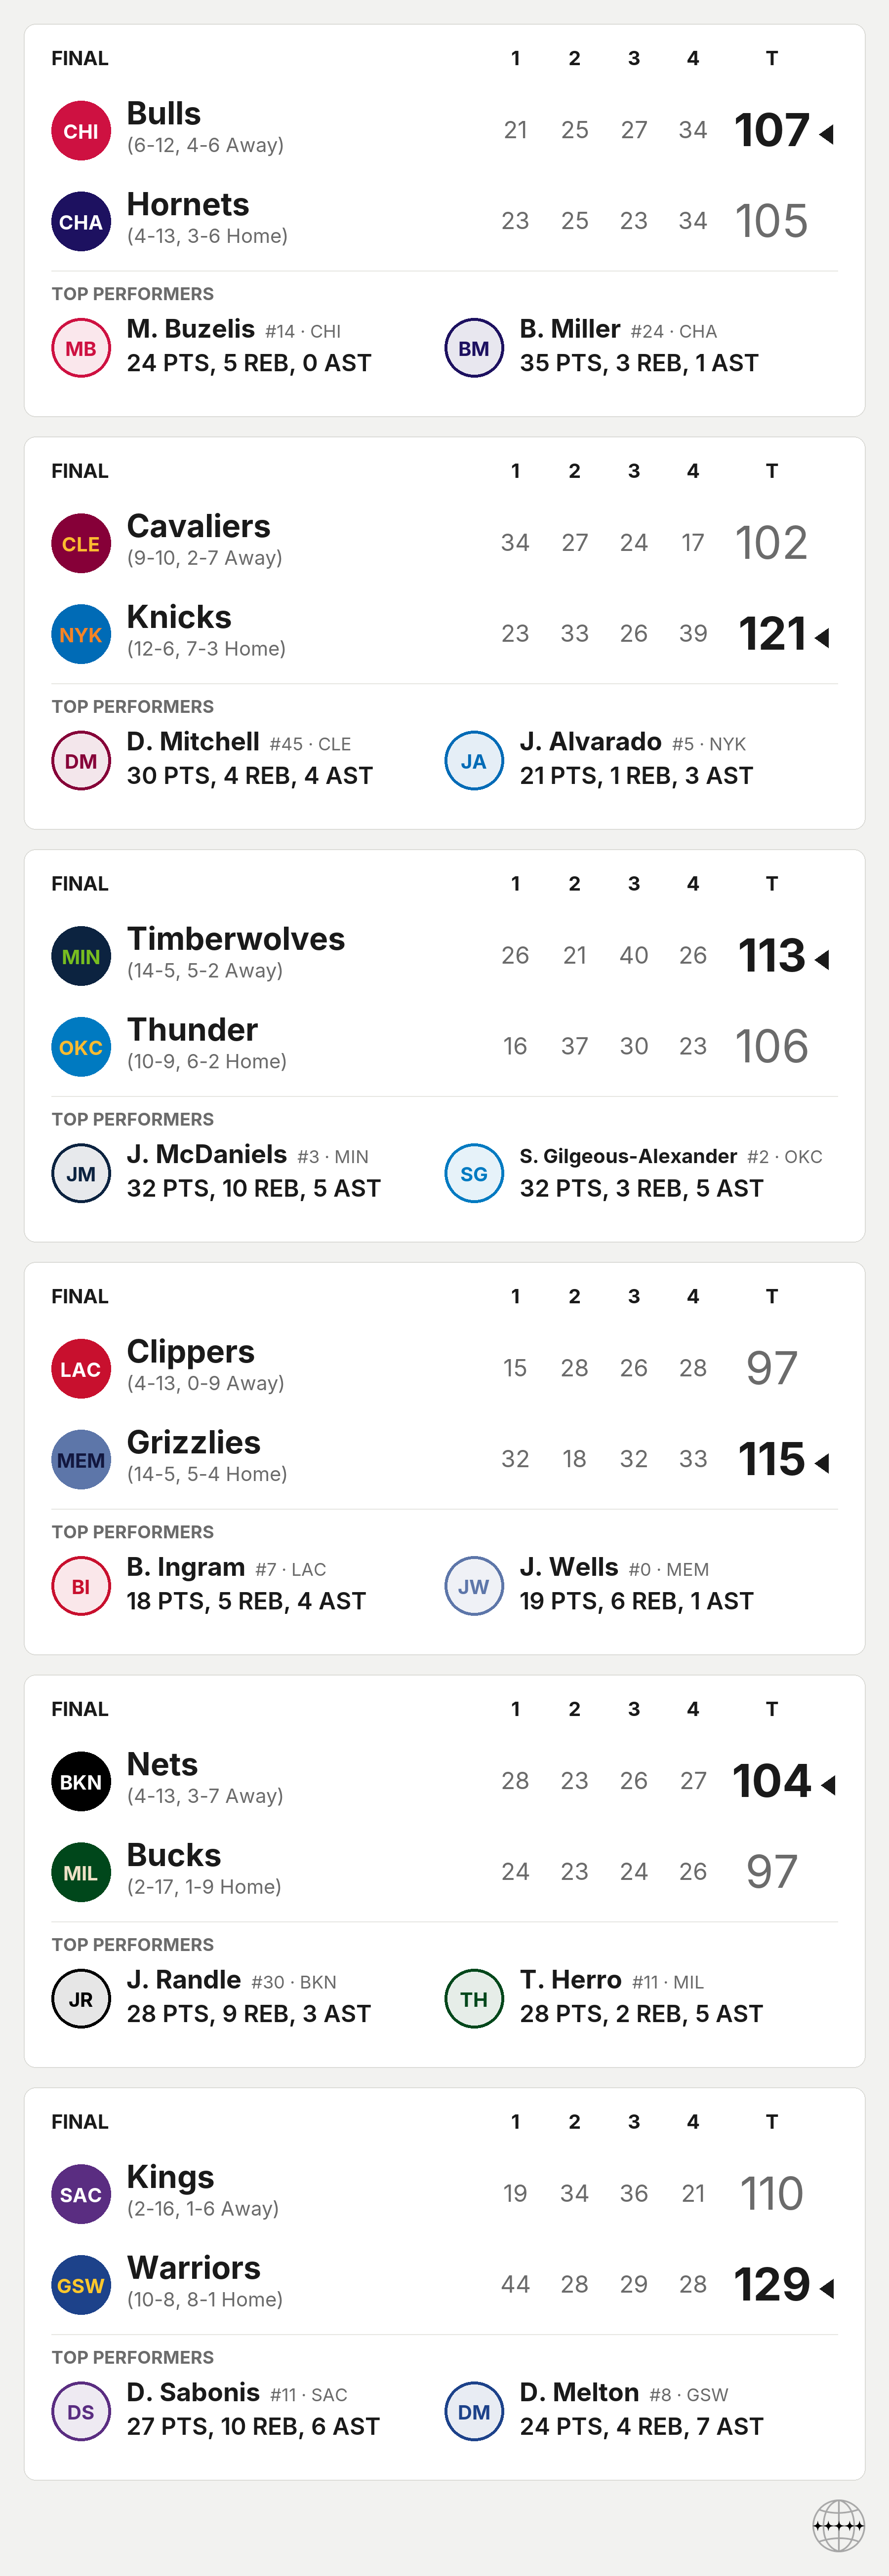 FINAL 1 2 3 4 T
CHI Bulls 21 25 27 34 107
(6-12, 4-6 Away)
CHA Hornets 23 25 23 34 105
(4-13, 3-6 Home)
TOP PERFORMERS
MB M. Buzelis #14 · CHI
24 PTS, 5 REB, 0 AST
BM B. Miller #24 · CHA
35 PTS, 3 REB, 1 AST
FINAL 1 2 3 4 T
CLE Cavaliers 34 27 24 17 102
(9-10, 2-7 Away)
NYK Knicks 23 33 26 39 121
(12-6, 7-3 Home)
TOP PERFORMERS
DM D. Mitchell #45 · CLE
30 PTS, 4 REB, 4 AST
JA J. Alvarado #5 · NYK
21 PTS, 1 REB, 3 AST
FINAL 1 2 3 4 T
MIN Timberwolves 26 21 40 26 113
(14-5, 5-2 Away)
OKC Thunder 16 37 30 23 106
(10-9, 6-2 Home)
TOP PERFORMERS
JM J. McDaniels #3 · MIN
32 PTS, 10 REB, 5 AST
SG S. Gilgeous-Alexander #2 · OKC
32 PTS, 3 REB, 5 AST
FINAL 1 2 3 4 T
LAC Clippers 15 28 26 28 97
(4-13, 0-9 Away)
MEM Grizzlies 32 18 32 33 115
(14-5, 5-4 Home)
TOP PERFORMERS
BI B. Ingram #7 · LAC
18 PTS, 5 REB, 4 AST
JW J. Wells #0 · MEM
19 PTS, 6 REB, 1 AST
FINAL 1 2 3 4 T
BKN Nets 28 23 26 27 104
(4-13, 3-7 Away)
MIL Bucks 24 23 24 26 97
(2-17, 1-9 Home)
TOP PERFORMERS
JR J. Randle #30 · BKN
28 PTS, 9 REB, 3 AST
TH T. Herro #11 · MIL
28 PTS, 2 REB, 5 AST
FINAL 1 2 3 4 T
SAC Kings 19 34 36 21 110
(2-16, 1-6 Away)
GSW Warriors 44 28 29 28 129
(10-8, 8-1 Home)
TOP PERFORMERS
DS D. Sabonis #11 · SAC
27 PTS, 10 REB, 6 AST
DM D. Melton #8 · GSW
24 PTS, 4 REB, 7 AST